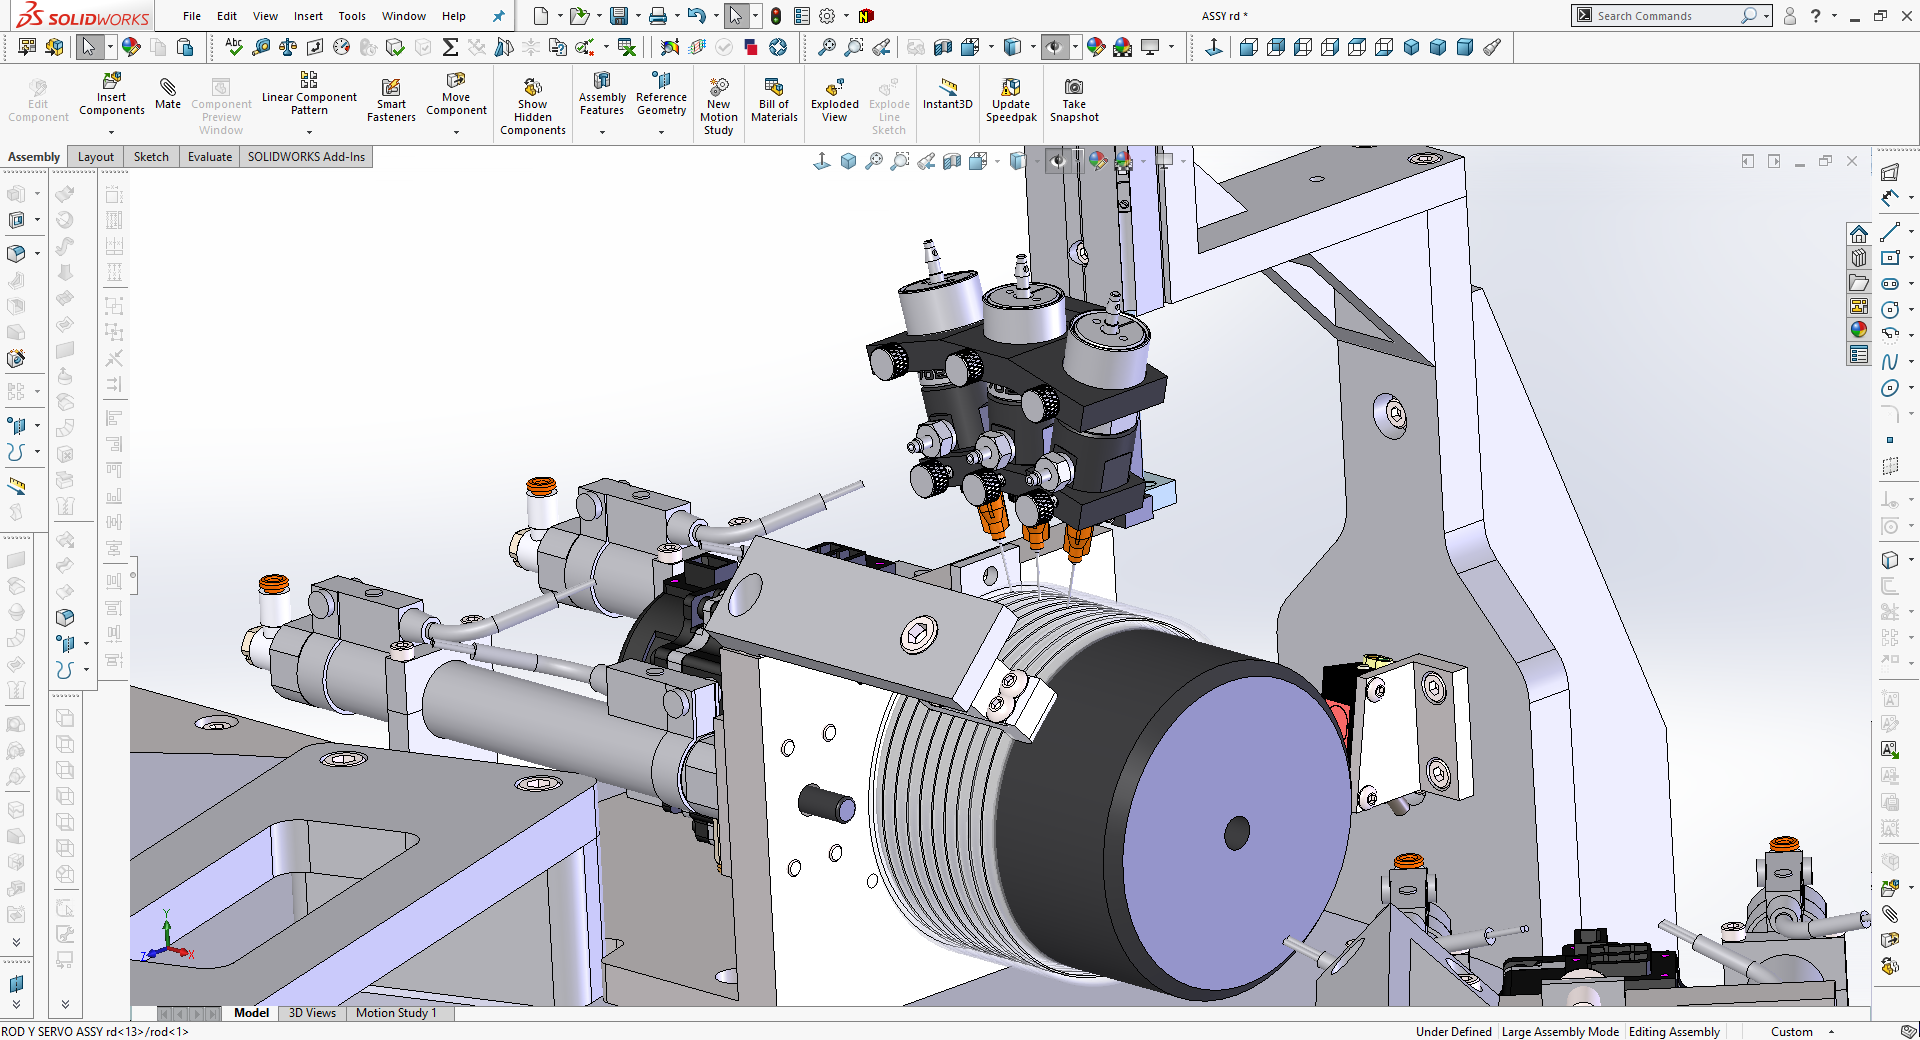 SOLIDWORKS
File Edit View Insert Tools Window Help
ASSY rd *
Search Commands
?
Edit Component
Insert Components
Mate
Component Preview Window
Linear Component Pattern
Smart Fasteners
Move Component
Show Hidden Components
Assembly Features
Reference Geometry
New Motion Study
Bill of Materials
Exploded View
Explode Line Sketch
Instant3D
Update Speedpak
Take Snapshot
Assembly Layout Sketch Evaluate SOLIDWORKS Add-Ins
Y
Z
X
Model 3D Views Motion Study 1
ROD Y SERVO ASSY rd<13>/rod<1>
Under Defined Large Assembly Mode Editing Assembly Custom